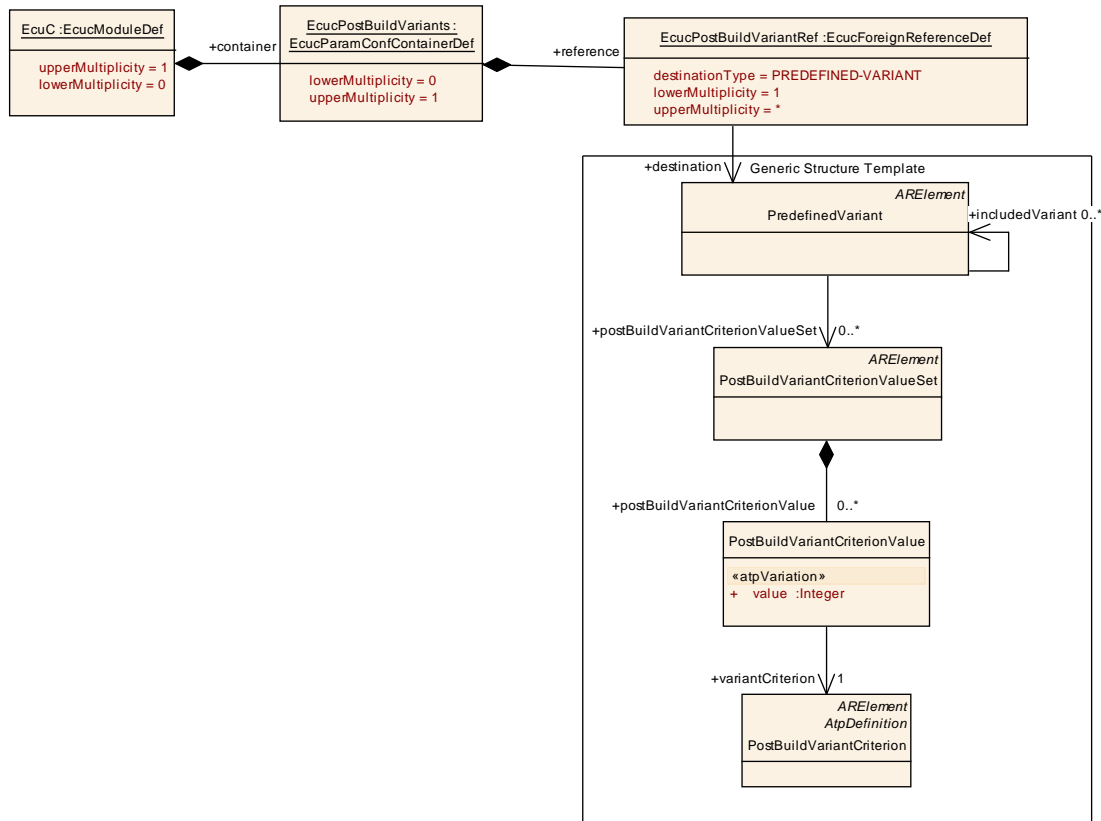 EcuC :EcucModuleDef
upperMultiplicity = 1
lowerMultiplicity = 0
+container
EcucPostBuildVariants :
EcucParamConfContainerDef
lowerMultiplicity = 0
upperMultiplicity = 1
+reference
EcucPostBuildVariantRef :EcucForeignReferenceDef
destinationType = PREDEFINED-VARIANT
lowerMultiplicity = 1
upperMultiplicity = *
+destination
Generic Structure Template
ARElement
PredefinedVariant
+includedVariant 0..*
+postBuildVariantCriterionValueSet 0..*
ARElement
PostBuildVariantCriterionValueSet
+postBuildVariantCriterionValue 0..*
PostBuildVariantCriterionValue
«atpVariation»
+ value :Integer
+variantCriterion 1
ARElement
AtpDefinition
PostBuildVariantCriterion